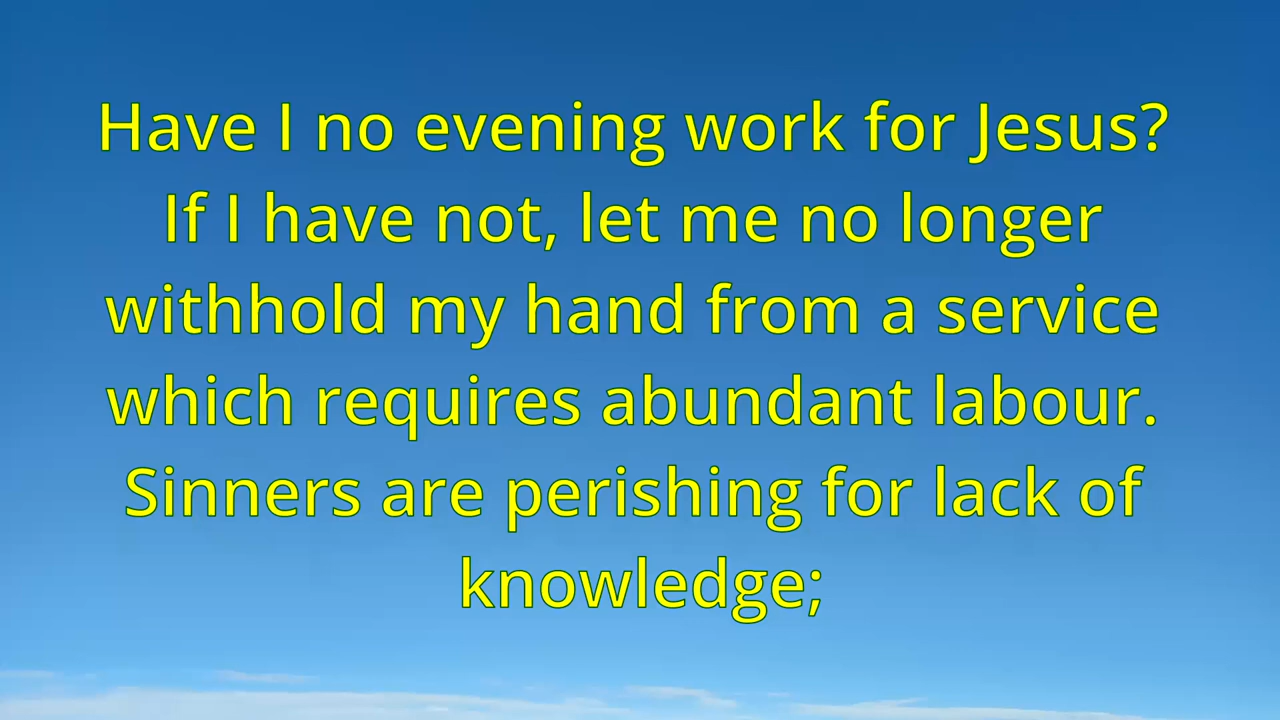 Have I no evening work for Jesus?
If I have not, let me no longer
withhold my hand from a service
which requires abundant labour.
Sinners are perishing for lack of
knowledge;